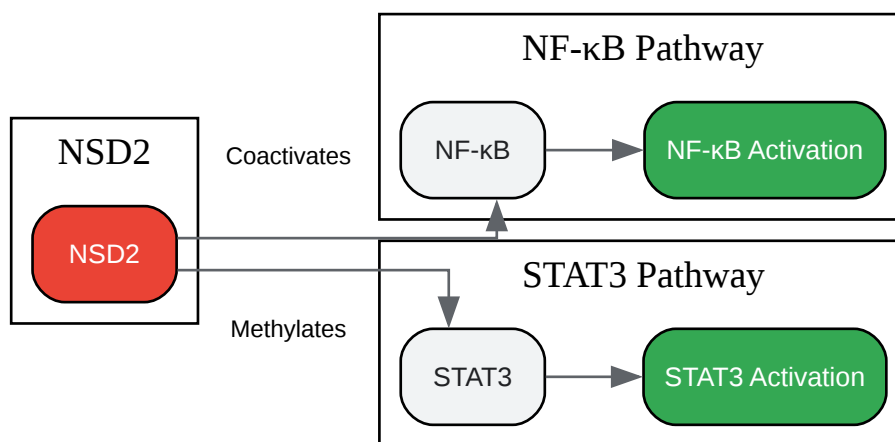 NF-κB Pathway
NSD2
Coactivates
NF-κB
NF-κB Activation
NSD2
STAT3 Pathway
Methylates
STAT3
STAT3 Activation